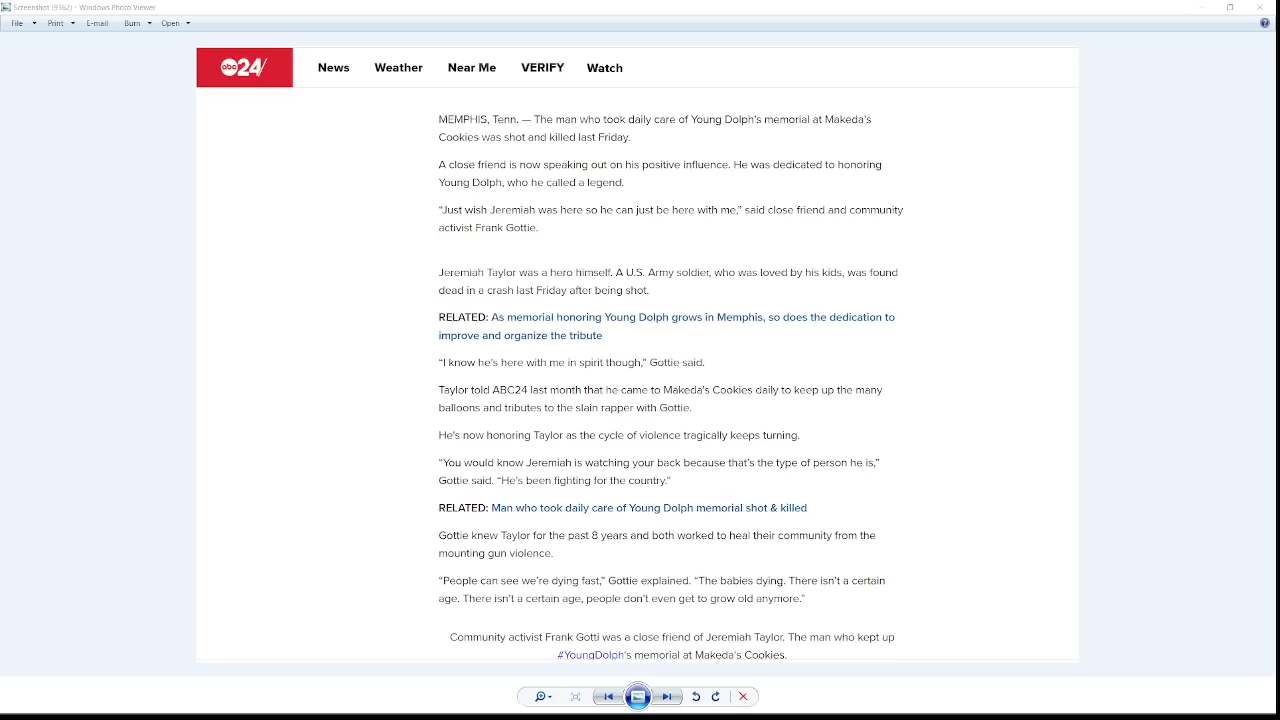 Screenshot (9362) - Windows Photo Viewer
File Print E-mail Burn Open
abc 24/ News Weather Near Me VERIFY Watch
MEMPHIS, Tenn. — The man who took daily care of Young Dolph's memorial at Makeda's
Cookies was shot and killed last Friday.
A close friend is now speaking out on his positive influence. He was dedicated to honoring
Young Dolph, who he called a legend.
“Just wish Jeremiah was here so he can just be here with me,” said close friend and community
activist Frank Gottie.
Jeremiah Taylor was a hero himself. A U.S. Army soldier, who was loved by his kids, was found
dead in a crash last Friday after being shot.
RELATED: As memorial honoring Young Dolph grows in Memphis, so does the dedication to
improve and organize the tribute
“I know he's here with me in spirit though,” Gottie said.
Taylor told ABC24 last month that he came to Makeda's Cookies daily to keep up the many
balloons and tributes to the slain rapper with Gottie.
He's now honoring Taylor as the cycle of violence tragically keeps turning.
“You would know Jeremiah is watching your back because that's the type of person he is,”
Gottie said. “He's been fighting for the country.”
RELATED: Man who took daily care of Young Dolph memorial shot & killed
Gottie knew Taylor for the past 8 years and both worked to heal their community from the
mounting gun violence.
“People can see we're dying fast,” Gottie explained. “The babies dying. There isn't a certain
age. There isn't a certain age, people don't even get to grow old anymore.”
Community activist Frank Gotti was a close friend of Jeremiah Taylor. The man who kept up
#YoungDolph's memorial at Makeda's Cookies.